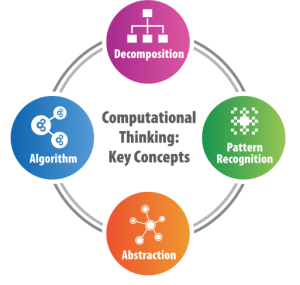 Decomposition
Computational
Thinking:
Key Concepts
Algorithm
Pattern
Recognition
Abstraction